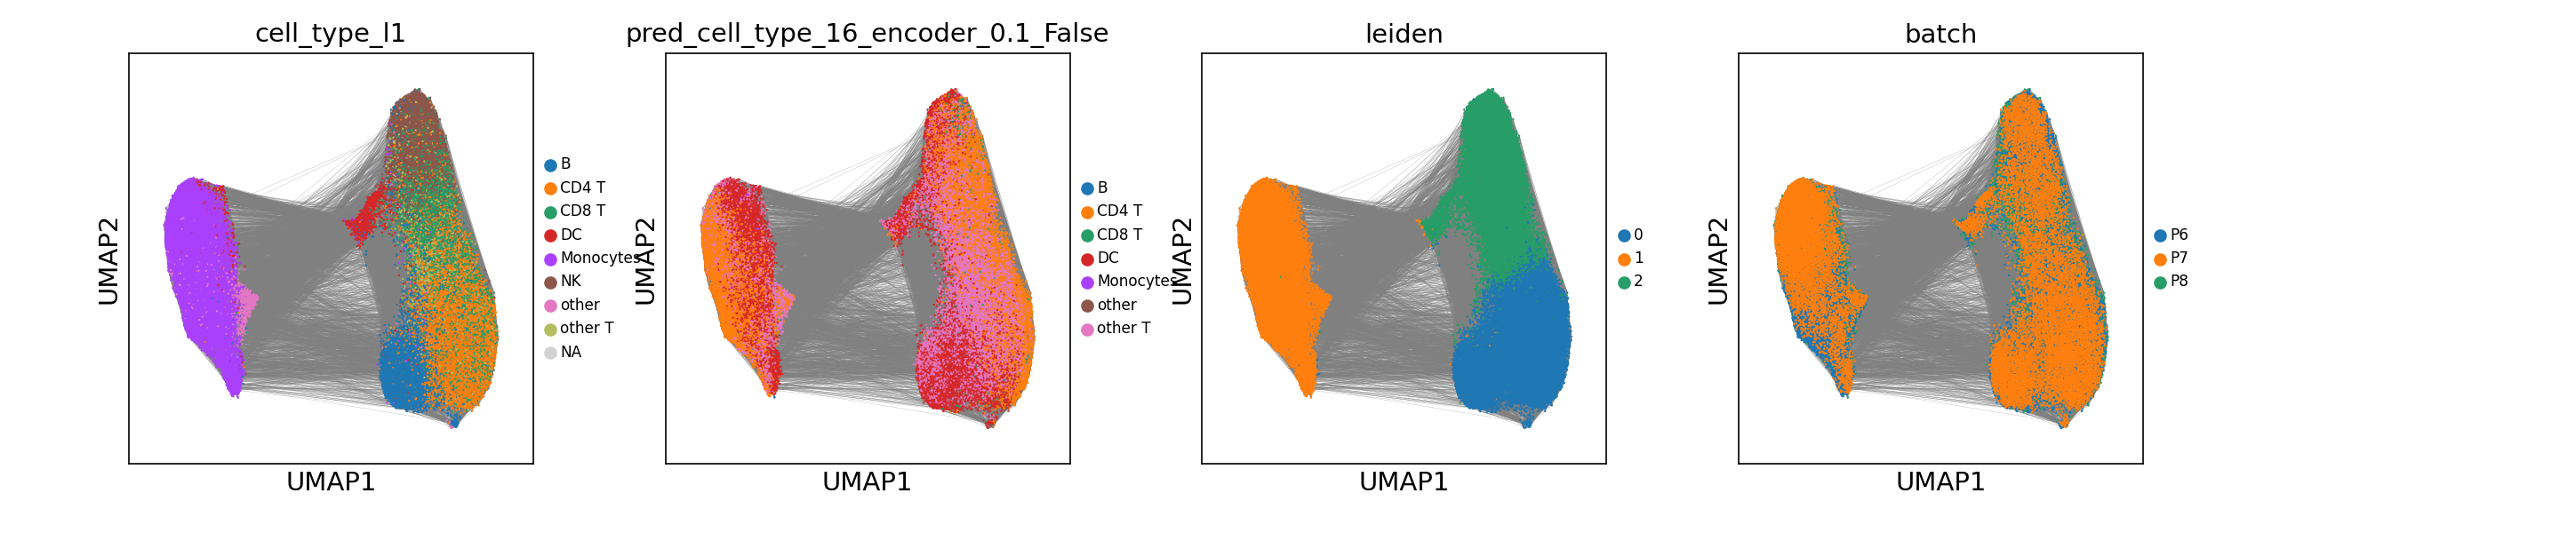 cell_type_l1
UMAP2
UMAP1
B
CD4 T
CD8 T
DC
Monocytes
NK
other
other T
NA
pred_cell_type_16_encoder_0.1_False
UMAP2
UMAP1
B
CD4 T
CD8 T
DC
Monocytes
other
other T
leiden
UMAP2
UMAP1
0
1
2
batch
UMAP2
UMAP1
P6
P7
P8